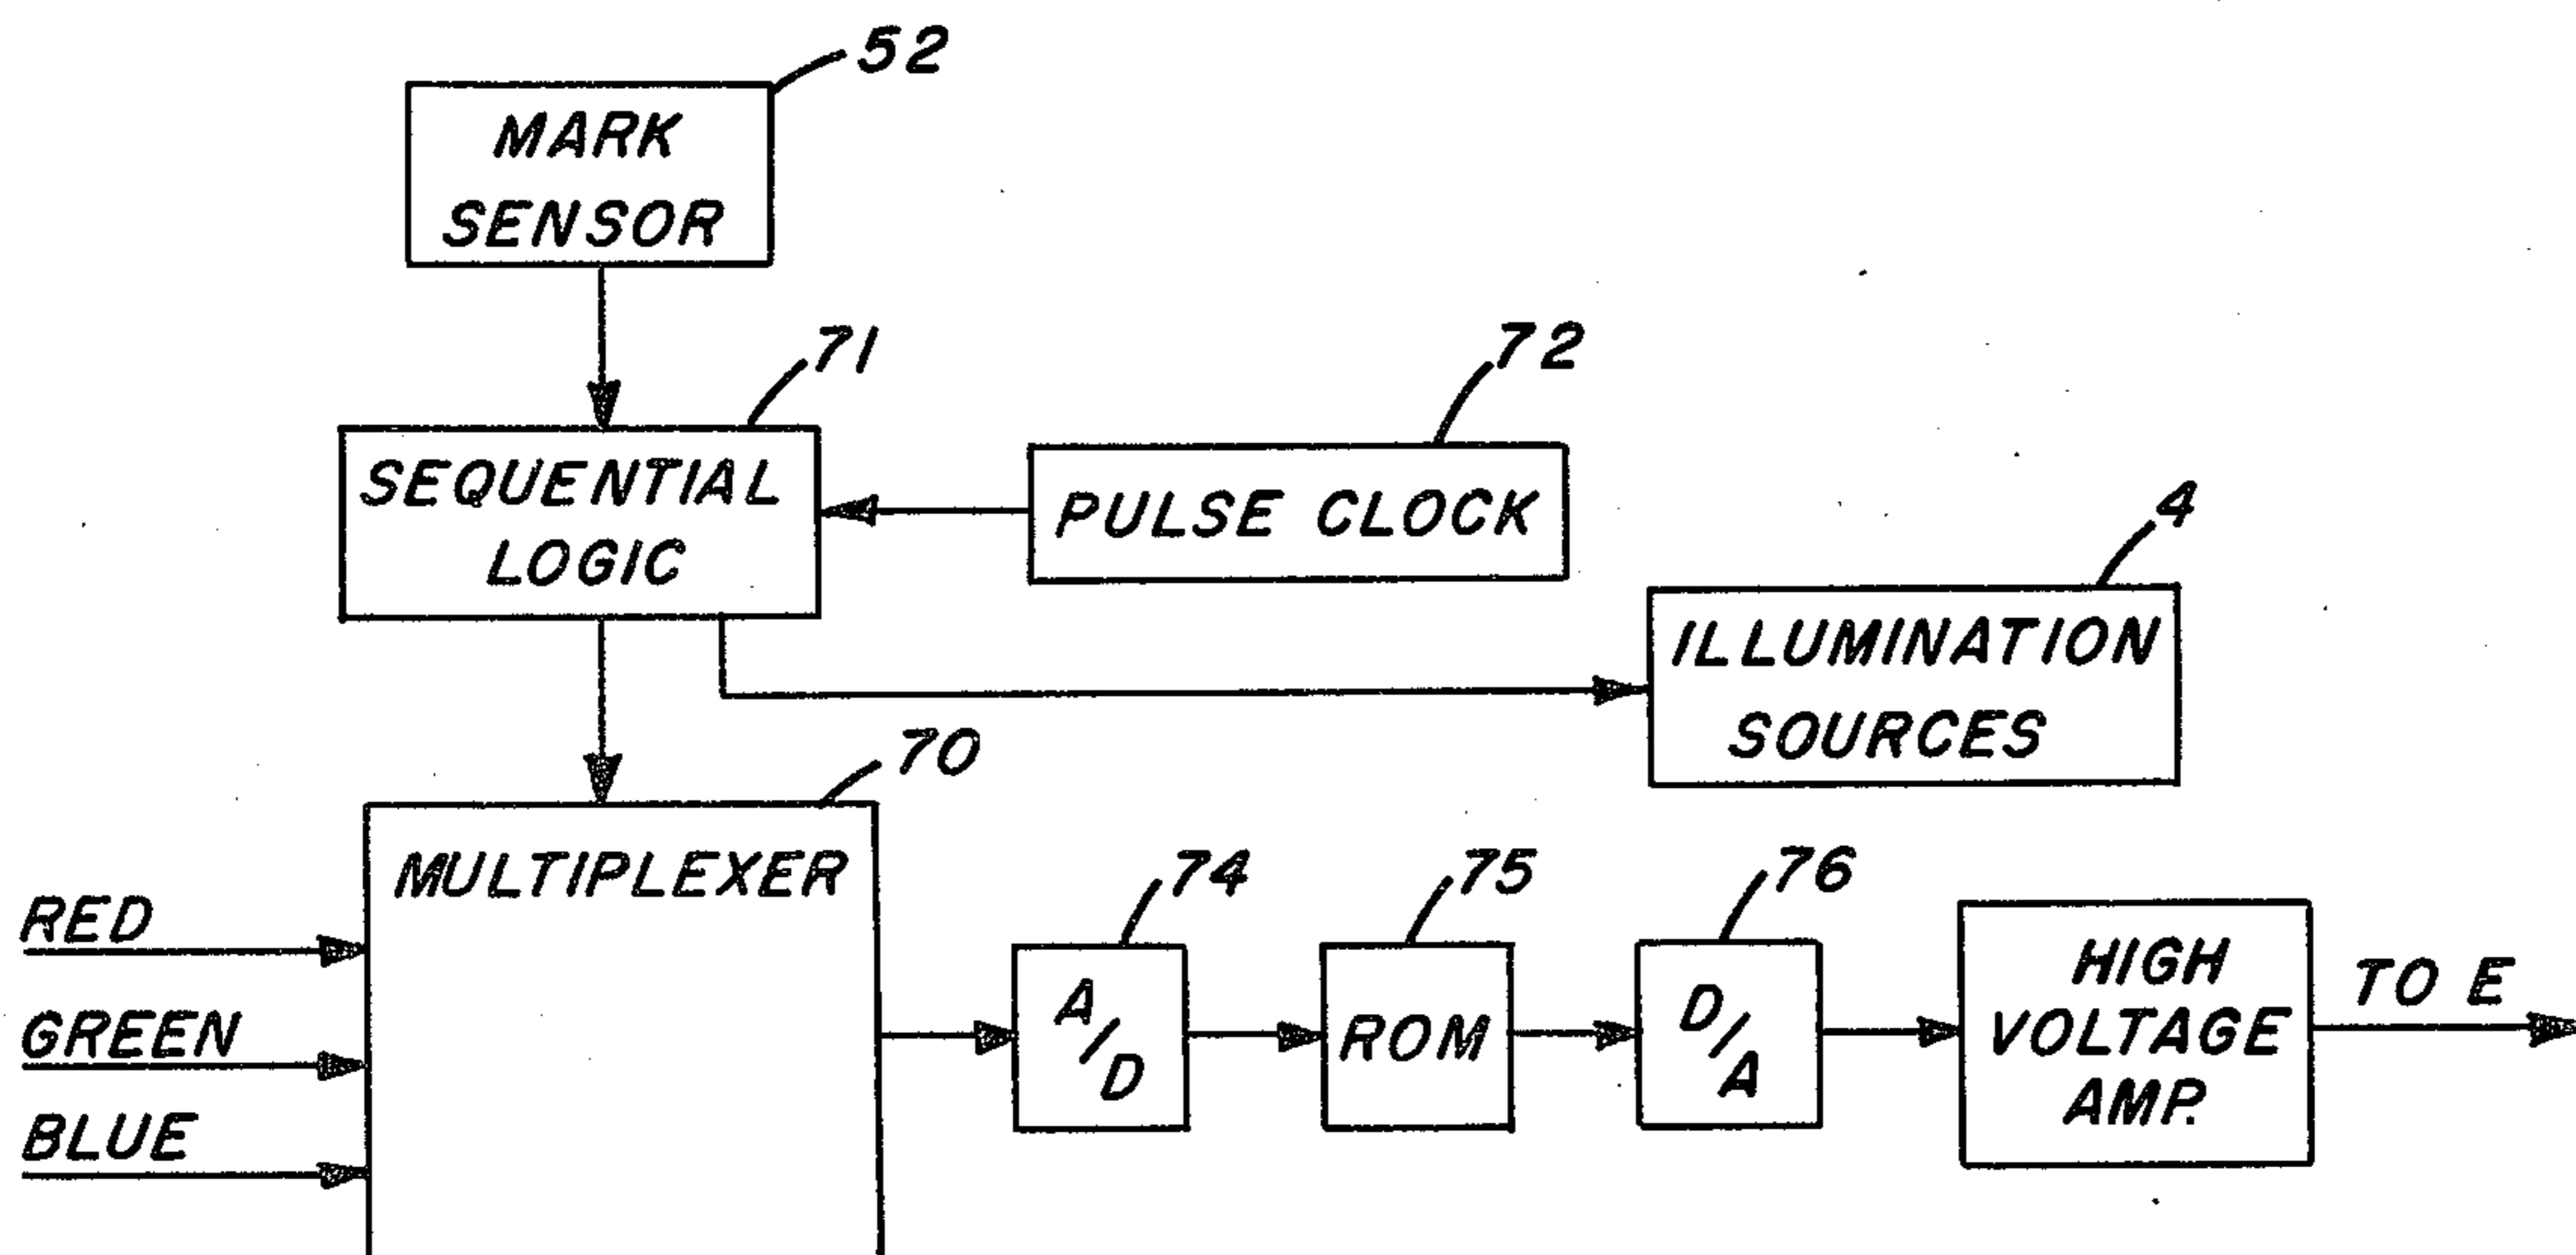 52
MARK
SENSOR
71
SEQUENTIAL
LOGIC
72
PULSE CLOCK
4
ILLUMINATION
SOURCES
70
MULTIPLEXER
RED
GREEN
BLUE
74
A/D
75
ROM
76
D/A
HIGH
VOLTAGE
AMP.
TO E